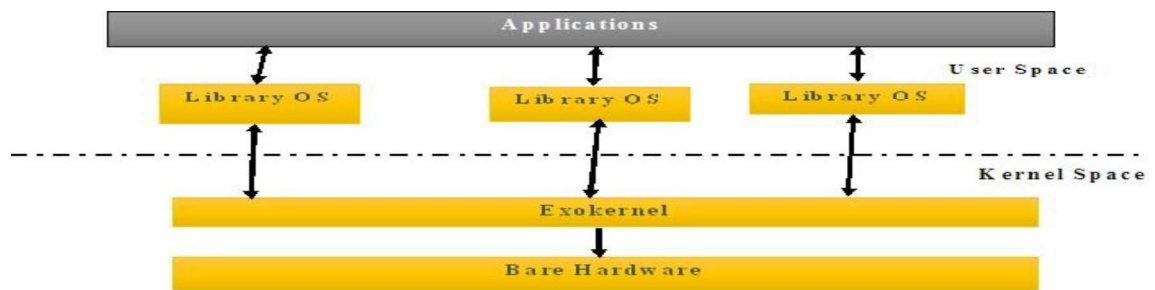 Applications
User Space
Library OS
Library OS
Library OS
Kernel Space
Exokernel
Bare Hardware